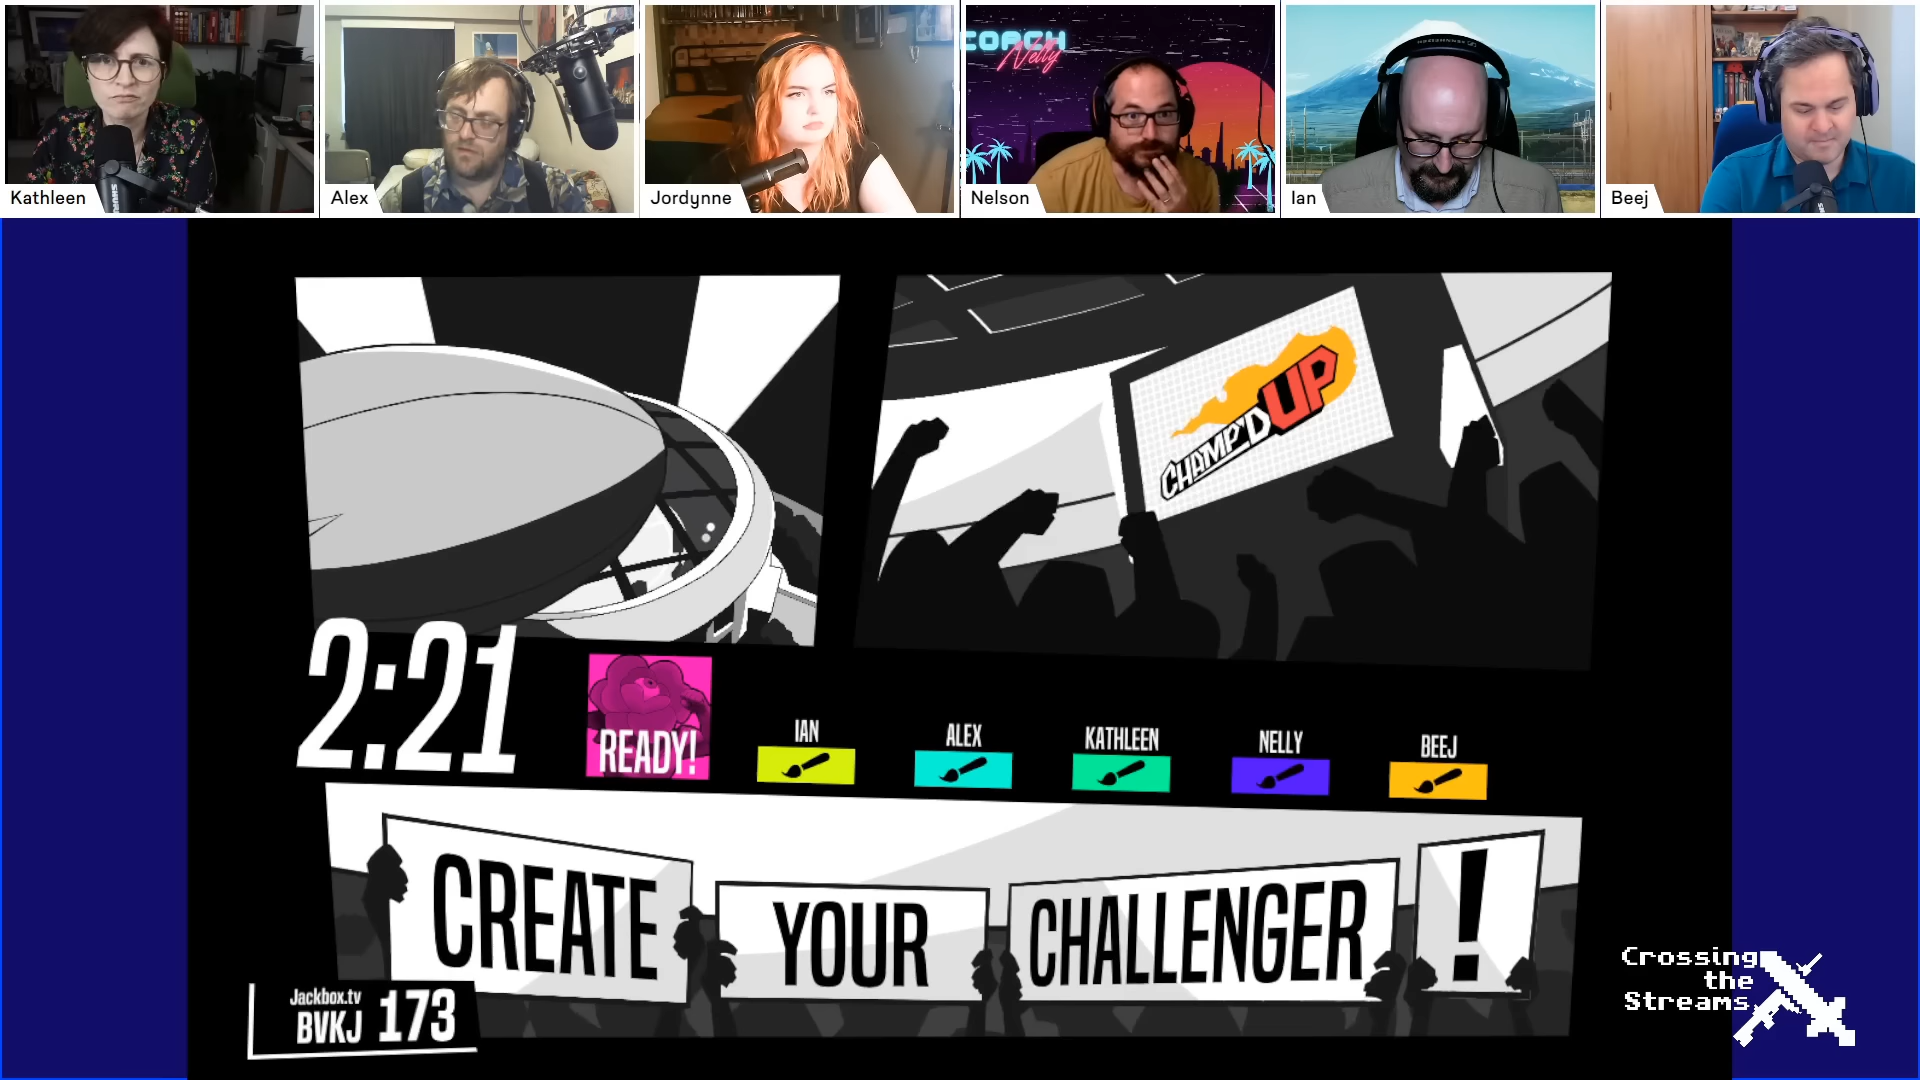 Kathleen
Alex
Jordynne
COACH
Nelly
Nelson
Ian
Beej
CHAMP'D UP
2:21
READY!
IAN
ALEX
KATHLEEN
NELLY
BEEJ
CREATE YOUR CHALLENGER!
Jackbox.tv
BVKJ 173
Crossing
the
Streams